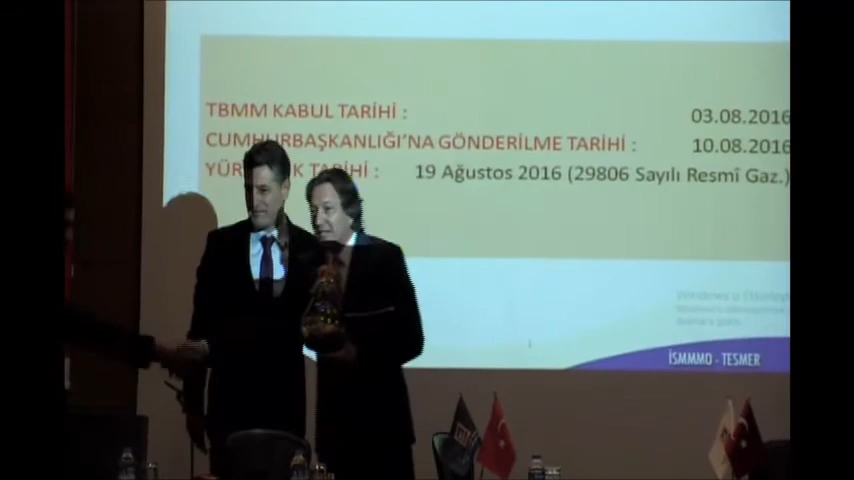 TBMM KABUL TARİHİ : 03.08.2016
CUMHURBAŞKANLIĞI'NA GÖNDERİLME TARİHİ : 10.08.2016
TARİHİ : 19 Ağustos 2016 (29806 Sayılı Resmî Gaz.)
İSMMMO - TESMER